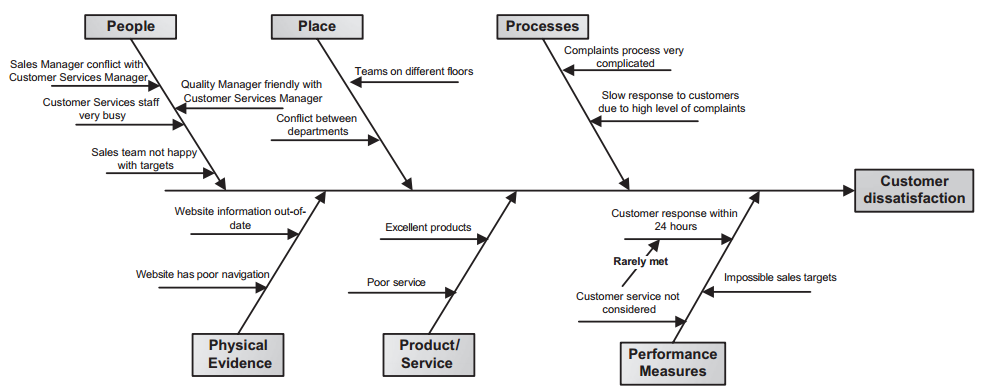 People
Place
Processes
Sales Manager conflict with
Customer Services Manager
Quality Manager friendly with
Customer Services Manager
Customer Services staff
very busy
Sales team not happy
with targets
Teams on different floors
Conflict between
departments
Complaints process very
complicated
Slow response to customers
due to high level of complaints
Customer
dissatisfaction
Website information out-of-
date
Website has poor navigation
Excellent products
Poor service
Customer response within
24 hours
Rarely met
Impossible sales targets
Customer service not
considered
Physical
Evidence
Product/
Service
Performance
Measures